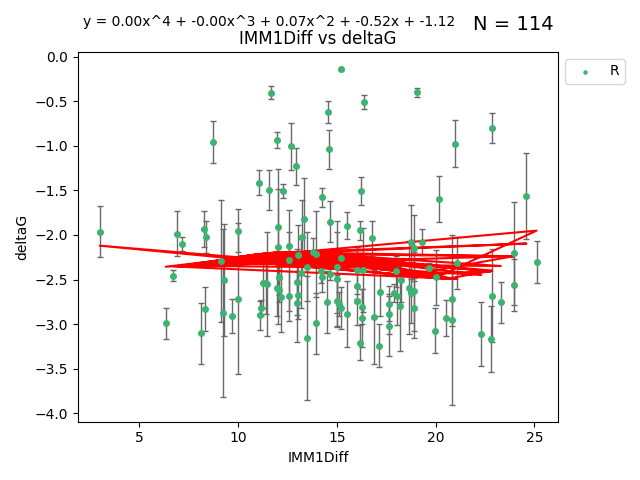 y = 0.00x^4 + -0.00x^3 + 0.07x^2 + -0.52x + -1.12
N = 114
IMM1Diff vs deltaG
R
0.0
−0.5
−1.0
−1.5
−2.0
−2.5
−3.0
−3.5
−4.0
deltaG
5 10 15 20 25
IMM1Diff